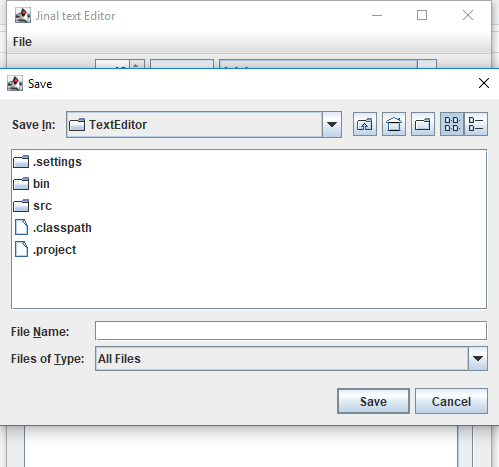 Jinal text Editor
File
Save
Save In:
TextEditor
.settings
bin
src
.classpath
.project
File Name:
Files of Type:
All Files
Save
Cancel